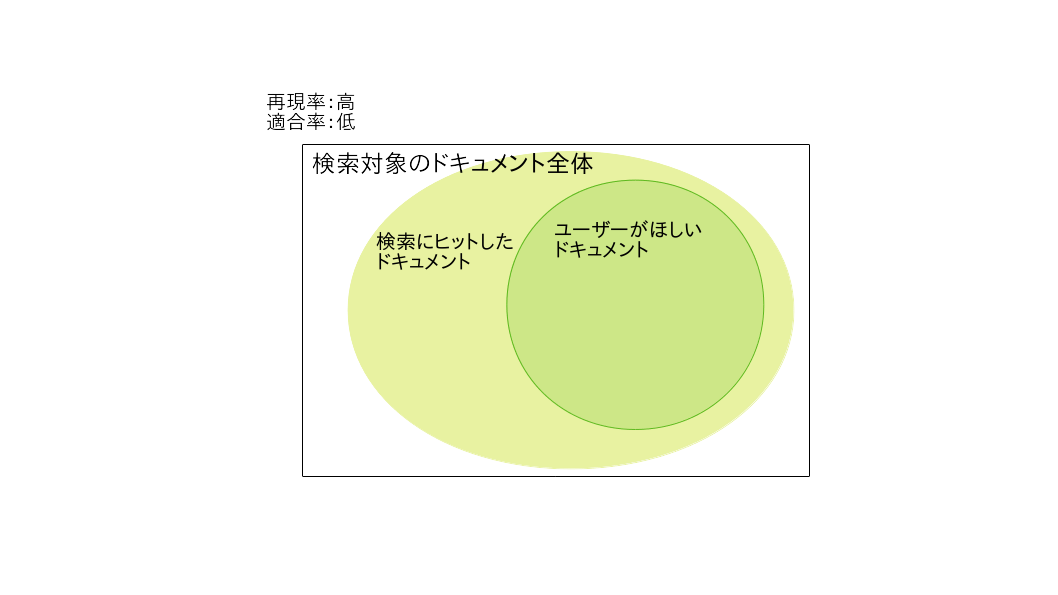 再現率:高
適合率:低
検索対象のドキュメント全体
検索にヒットした
ドキュメント
ユーザーがほしい
ドキュメント